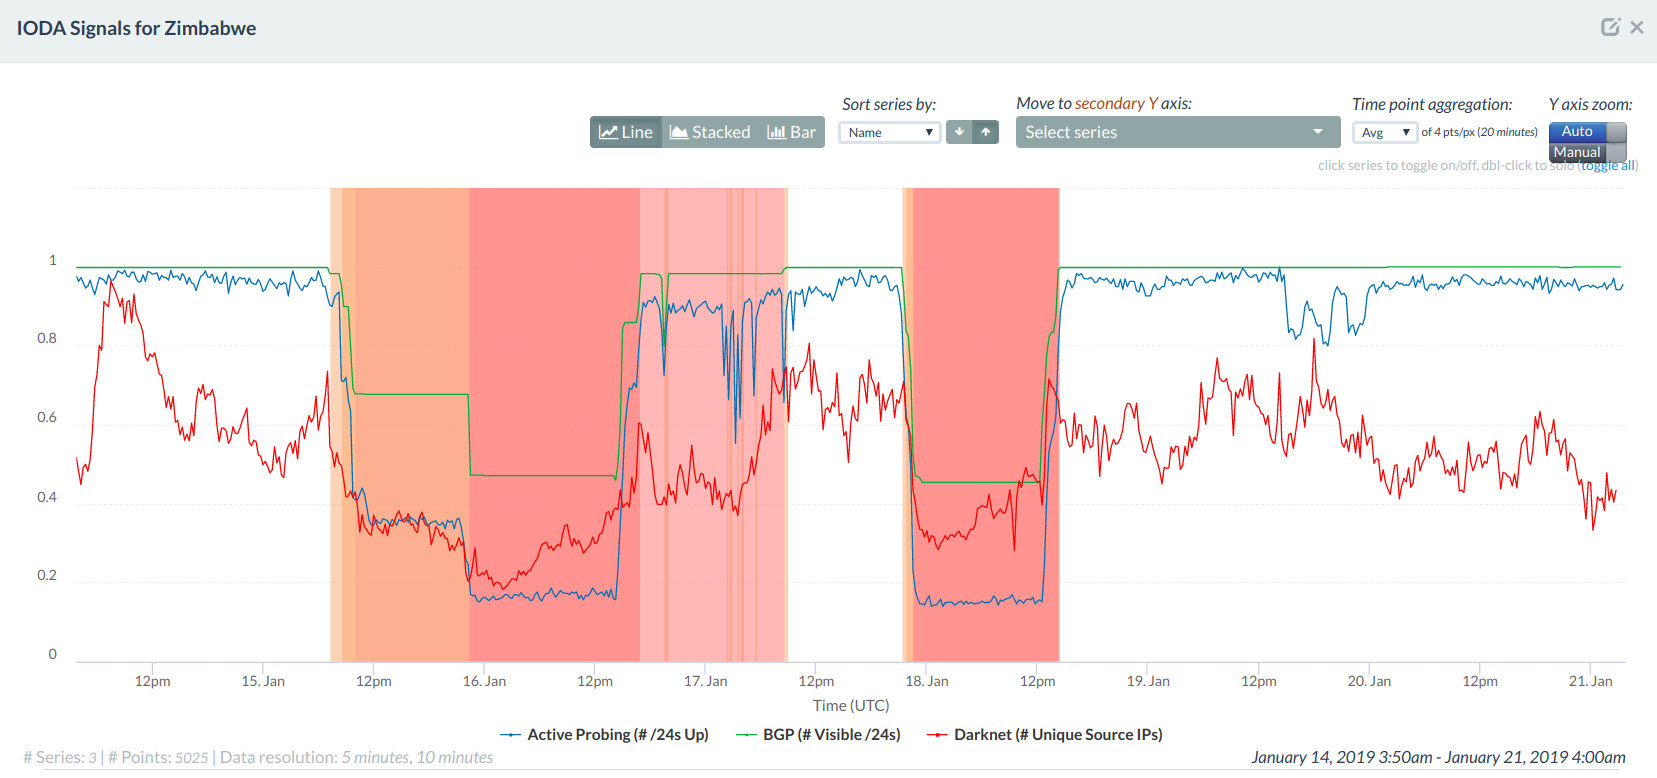 IODA Signals for Zimbabwe
Sort series by: Move to secondary Y axis: Time point aggregation: Y axis zoom:
Line Stacked Bar Name Select series Avg of 4 pts/px (20 minutes) Auto
Manual
click series to toggle on/off, dbl-click to solo (toggle all)
1
0.8
0.6
0.4
0.2
0
12pm 15. Jan 12pm 16. Jan 12pm 17. Jan 12pm 18. Jan 12pm 19. Jan 12pm 20. Jan 12pm 21. Jan
Time (UTC)
Active Probing (# /24s Up) BGP (# Visible /24s) Darknet (# Unique Source IPs)
# Series: 3 | # Points: 5025 | Data resolution: 5 minutes, 10 minutes January 14, 2019 3:50am - January 21, 2019 4:00am